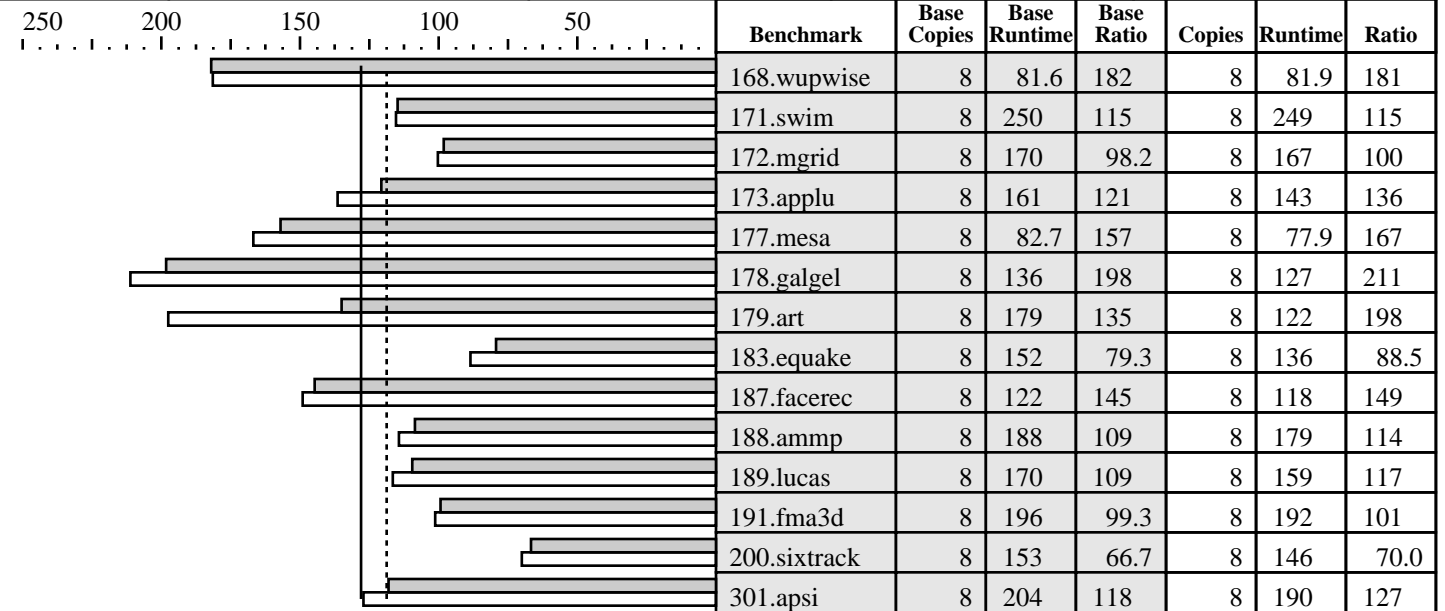 250 200 150 100 50
Benchmark Base Copies Base Runtime Base Ratio Copies Runtime Ratio
168.wupwise 8 81.6 182 8 81.9 181
171.swim 8 250 115 8 249 115
172.mgrid 8 170 98.2 8 167 100
173.applu 8 161 121 8 143 136
177.mesa 8 82.7 157 8 77.9 167
178.galgel 8 136 198 8 127 211
179.art 8 179 135 8 122 198
183.equake 8 152 79.3 8 136 88.5
187.facerec 8 122 145 8 118 149
188.ammp 8 188 109 8 179 114
189.lucas 8 170 109 8 159 117
191.fma3d 8 196 99.3 8 192 101
200.sixtrack 8 153 66.7 8 146 70.0
301.apsi 8 204 118 8 190 127